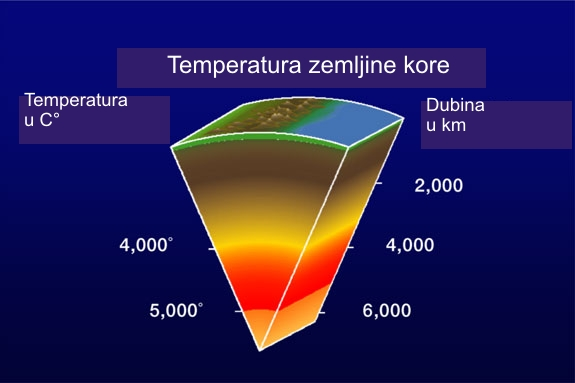 Temperatura zemljine kore
Temperatura
u C°
Dubina
u km
2,000
4,000°
4,000
5,000°
6,000